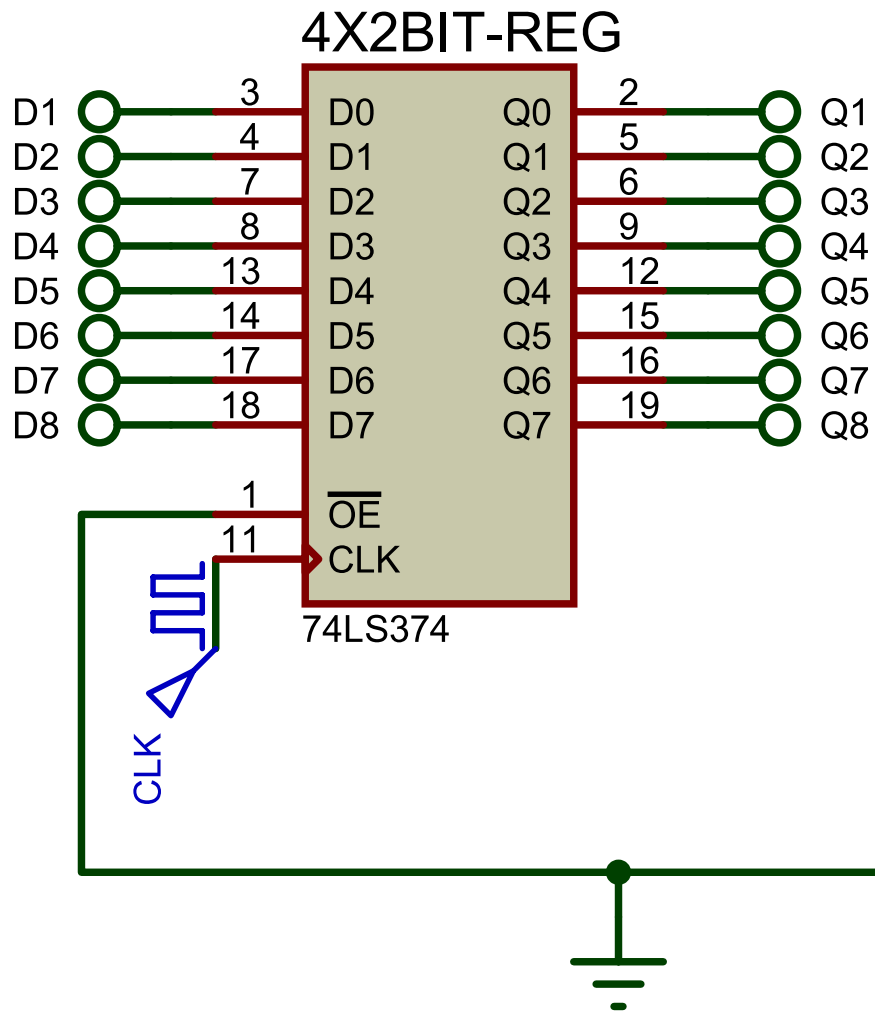 4X2BIT-REG
D1 3 D0 Q0 2 Q1
D2 4 D1 Q1 5 Q2
D3 7 D2 Q2 6 Q3
D4 8 D3 Q3 9 Q4
D5 13 D4 Q4 12 Q5
D6 14 D5 Q5 15 Q6
D7 17 D6 Q6 16 Q7
D8 18 D7 Q7 19 Q8
1 OE
11 CLK
74LS374
CLK